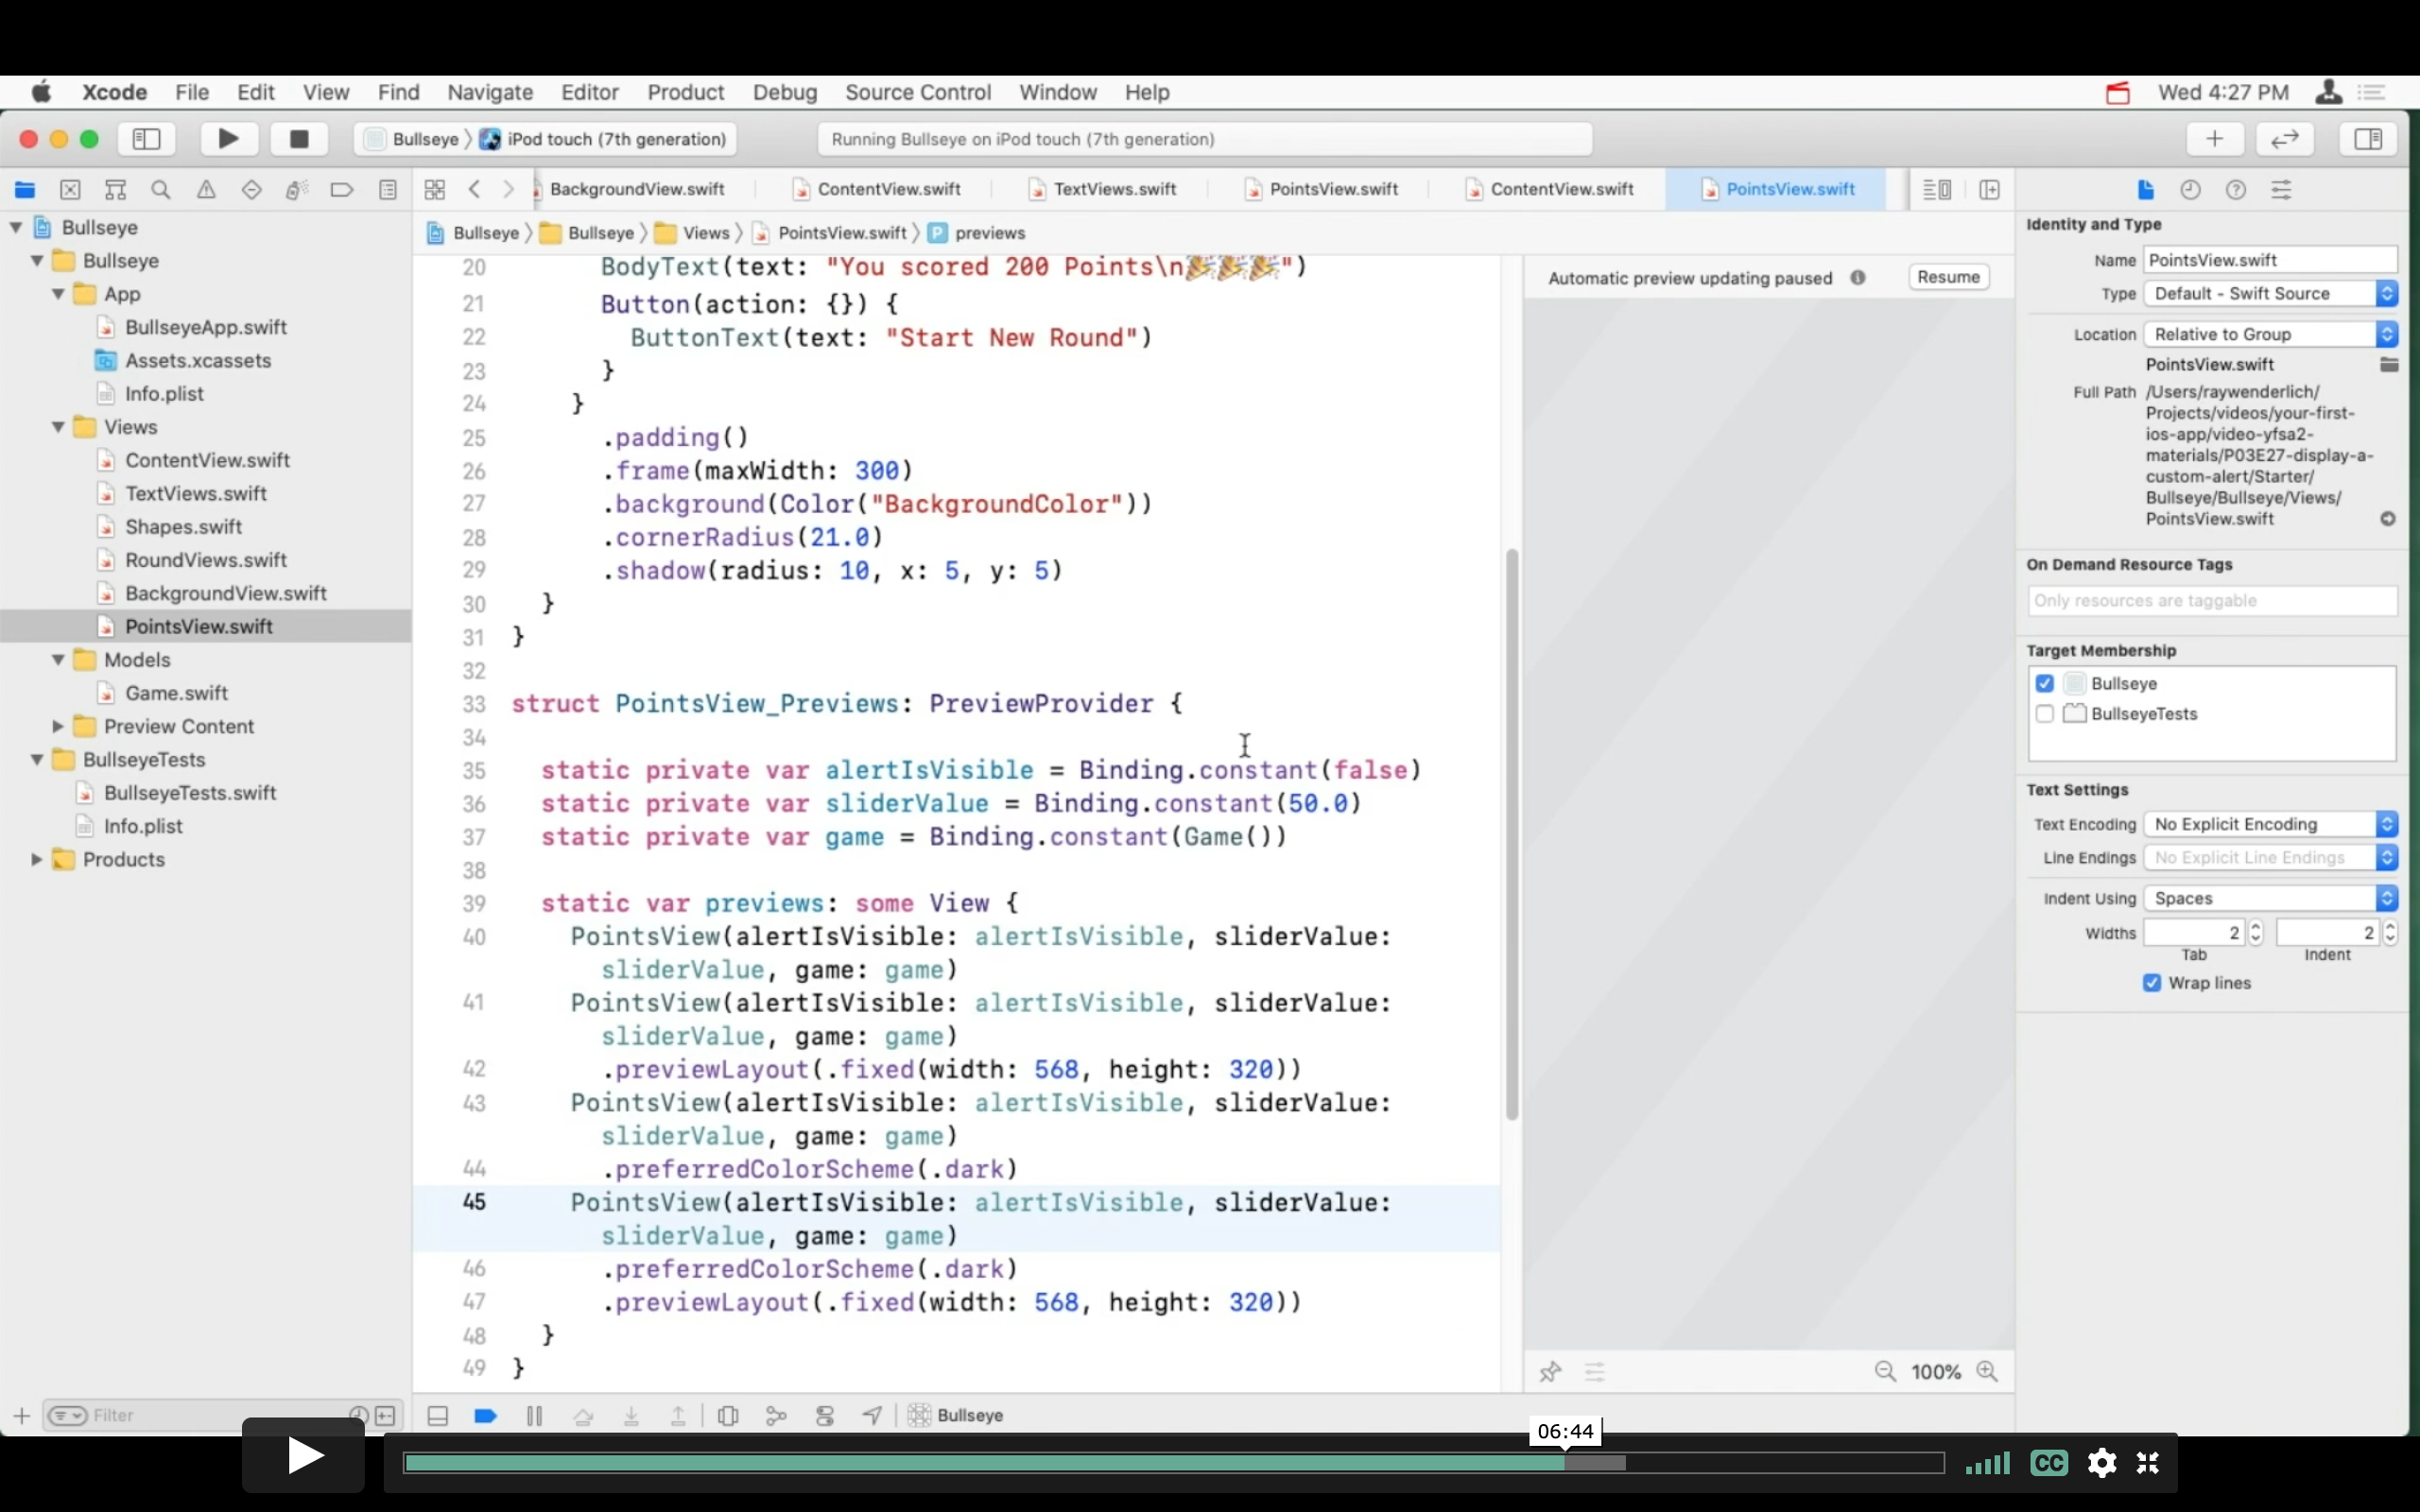 Xcode File Edit View Find Navigate Editor Product Debug Source Control Window Help Wed 4:27 PM
Bullseye iPod touch (7th generation) Running Bullseye on iPod touch (7th generation)
BackgroundView.swift ContentView.swift TextViews.swift PointsView.swift ContentView.swift PointsView.swift
Bullseye Bullseye Views PointsView.swift P previews
Bullseye
Bullseye
App
BullseyeApp.swift
Assets.xcassets
Info.plist
Views
ContentView.swift
TextViews.swift
Shapes.swift
RoundViews.swift
BackgroundView.swift
PointsView.swift
Models
Game.swift
Preview Content
BullseyeTests
BullseyeTests.swift
Info.plist
Products
Filter
20 BodyText(text: "You scored 200 Points\n🎉🎉🎉")
21 Button(action: {}) {
22 ButtonText(text: "Start New Round")
23 }
24 }
25 .padding()
26 .frame(maxWidth: 300)
27 .background(Color("BackgroundColor"))
28 .cornerRadius(21.0)
29 .shadow(radius: 10, x: 5, y: 5)
30 }
31 }
32
33 struct PointsView_Previews: PreviewProvider {
34
35 static private var alertIsVisible = Binding.constant(false)
36 static private var sliderValue = Binding.constant(50.0)
37 static private var game = Binding.constant(Game())
38
39 static var previews: some View {
40 PointsView(alertIsVisible: alertIsVisible, sliderValue:
sliderValue, game: game)
41 PointsView(alertIsVisible: alertIsVisible, sliderValue:
sliderValue, game: game)
42 .previewLayout(.fixed(width: 568, height: 320))
43 PointsView(alertIsVisible: alertIsVisible, sliderValue:
sliderValue, game: game)
44 .preferredColorScheme(.dark)
45 PointsView(alertIsVisible: alertIsVisible, sliderValue:
sliderValue, game: game)
46 .preferredColorScheme(.dark)
47 .previewLayout(.fixed(width: 568, height: 320))
48 }
49 }
Bullseye
Automatic preview updating paused Resume
100%
Identity and Type
Name PointsView.swift
Type Default - Swift Source
Location Relative to Group
PointsView.swift
Full Path /Users/raywenderlich/
Projects/videos/your-first-
ios-app/video-yfsa2-
materials/P03E27-display-a-
custom-alert/Starter/
Bullseye/Bullseye/Views/
PointsView.swift
On Demand Resource Tags
Only resources are taggable
Target Membership
Bullseye
BullseyeTests
Text Settings
Text Encoding No Explicit Encoding
Line Endings No Explicit Line Endings
Indent Using Spaces
Widths 2 2
Tab Indent
Wrap lines
06:44
CC